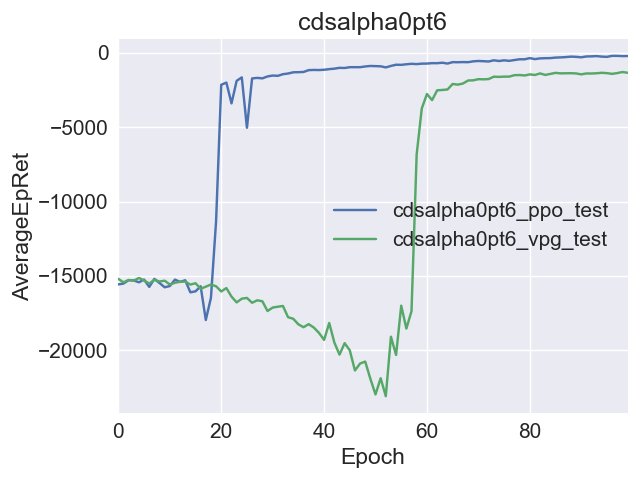 cdsalpha0pt6
0
−5000
−10000
−15000
−20000
AverageEpRet
cdsalpha0pt6_ppo_test
cdsalpha0pt6_vpg_test
0 20 40 60 80
Epoch